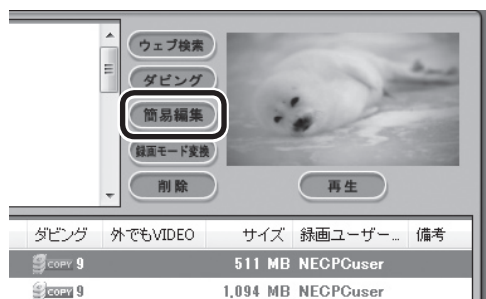 ウェブ検索
ダビング
簡易編集
録画モード変換
削除
再生
ダビング 外でもVIDEO サイズ 録画ユーザー... 備考
COPY 9 511 MB NECPCuser
COPY 9 1,094 MB NECPCuser